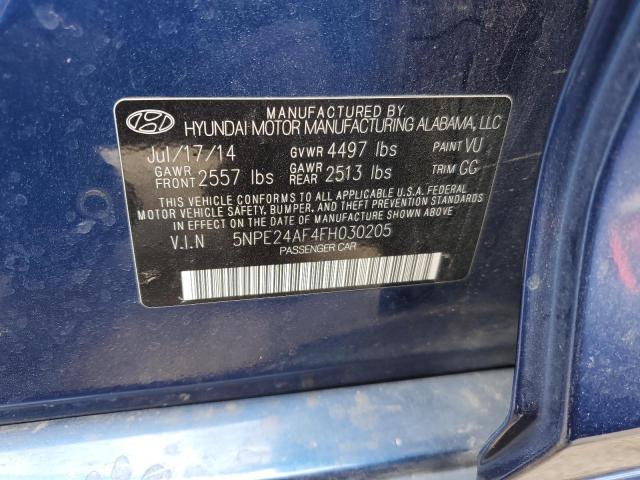 MANUFACTURED BY
HYUNDAI MOTOR MANUFACTURING ALABAMA, LLC
Jul/17/14 GVWR 4497 lbs PAINT VU
GAWR FRONT 2557 lbs GAWR REAR 2513 lbs TRIM GG
THIS VEHICLE CONFORMS TO ALL APPLICABLE U.S.A. FEDERAL
MOTOR VEHICLE SAFETY, BUMPER, AND THEFT PREVENTION
STANDARDS IN EFFECT ON THE DATE OF MANUFACTURE SHOWN ABOVE.
V.I.N 5NPE24AF4FH030205
PASSENGER CAR